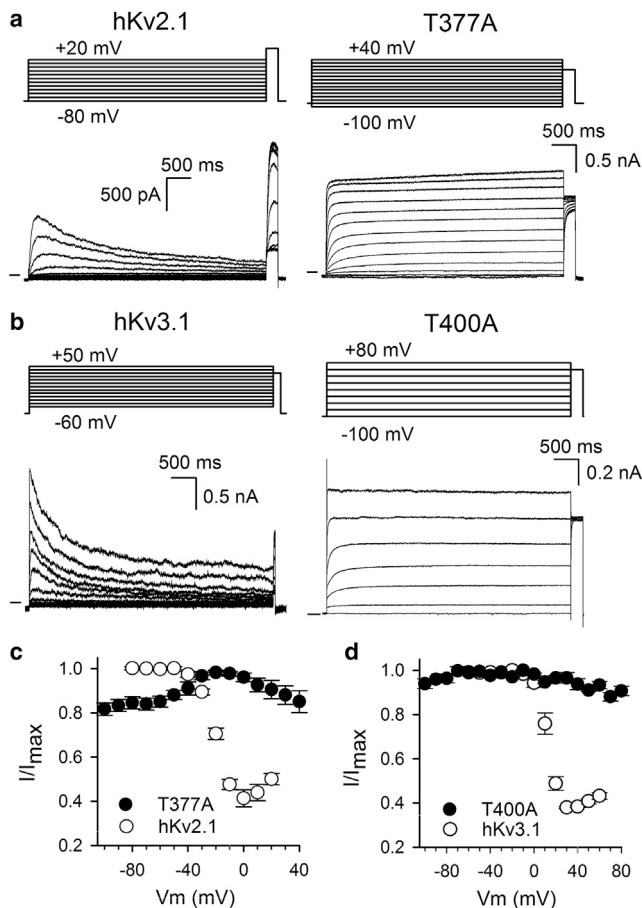 a
hKv2.1
T377A
+20 mV
+40 mV
-80 mV
-100 mV
500 ms
500 pA
500 ms
0.5 nA
b
hKv3.1
T400A
+50 mV
+80 mV
-60 mV
-100 mV
500 ms
0.5 nA
500 ms
0.2 nA
c
1.0
0.8
0.6
0.4
0.2
I/Imax
T377A
hKv2.1
-80 -40 0 40
Vm (mV)
d
1.0
0.8
0.6
0.4
0.2
I/Imax
T400A
hKv3.1
-80 -40 0 40 80
Vm (mV)